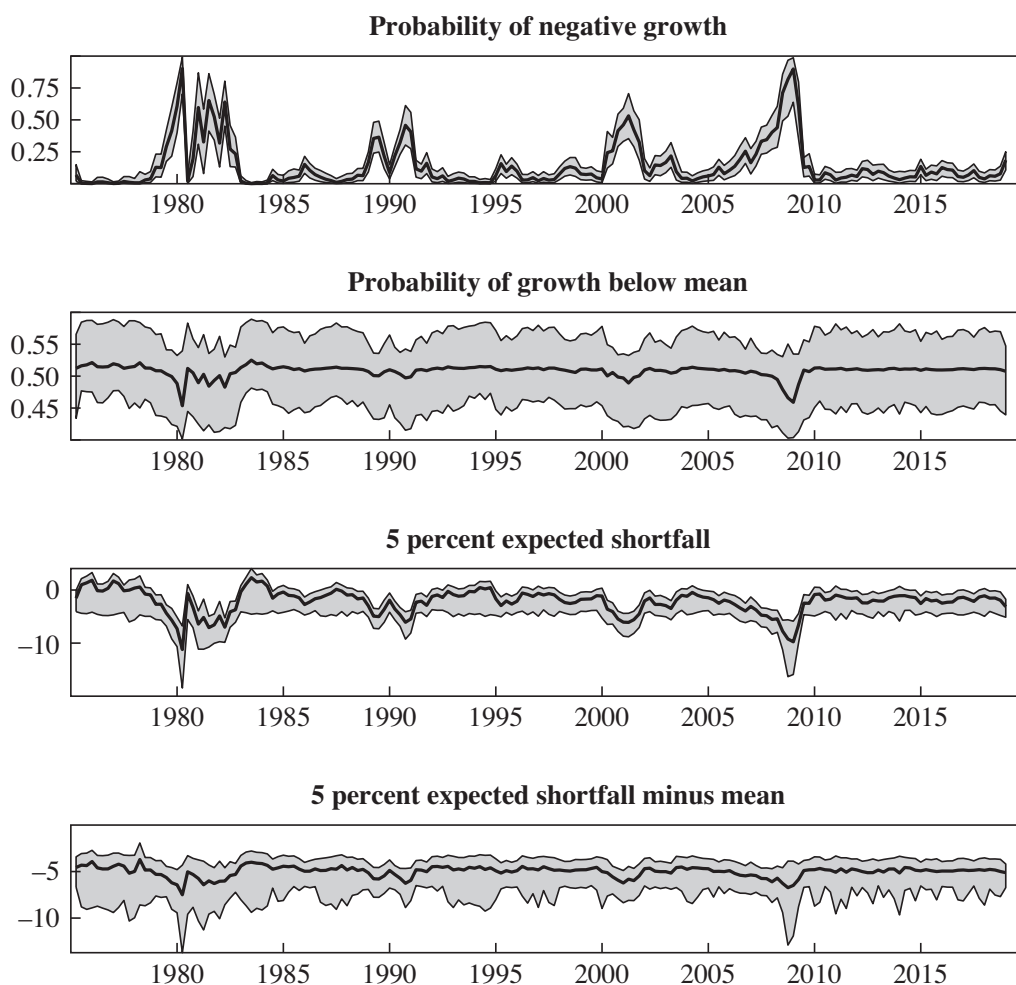 Probability of negative growth
0.75
0.50
0.25
1980 1985 1990 1995 2000 2005 2010 2015
Probability of growth below mean
0.55
0.50
0.45
1980 1985 1990 1995 2000 2005 2010 2015
5 percent expected shortfall
0
−10
1980 1985 1990 1995 2000 2005 2010 2015
5 percent expected shortfall minus mean
−5
−10
1980 1985 1990 1995 2000 2005 2010 2015